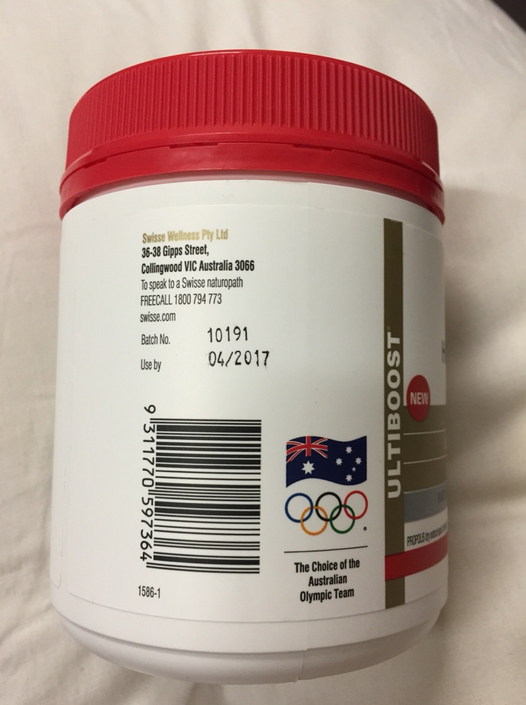 Swisse Wellness Pty Ltd
36-38 Gipps Street,
Collingwood VIC Australia 3066
To speak to a Swisse naturopath
FREECALL 1800 794 773
swisse.com
Batch No. 10191
Use by 04/2017
9 311770 597364
1586-1
The Choice of the
Australian
Olympic Team
ULTIBOOST
NEW
H
PROPOLIS dry